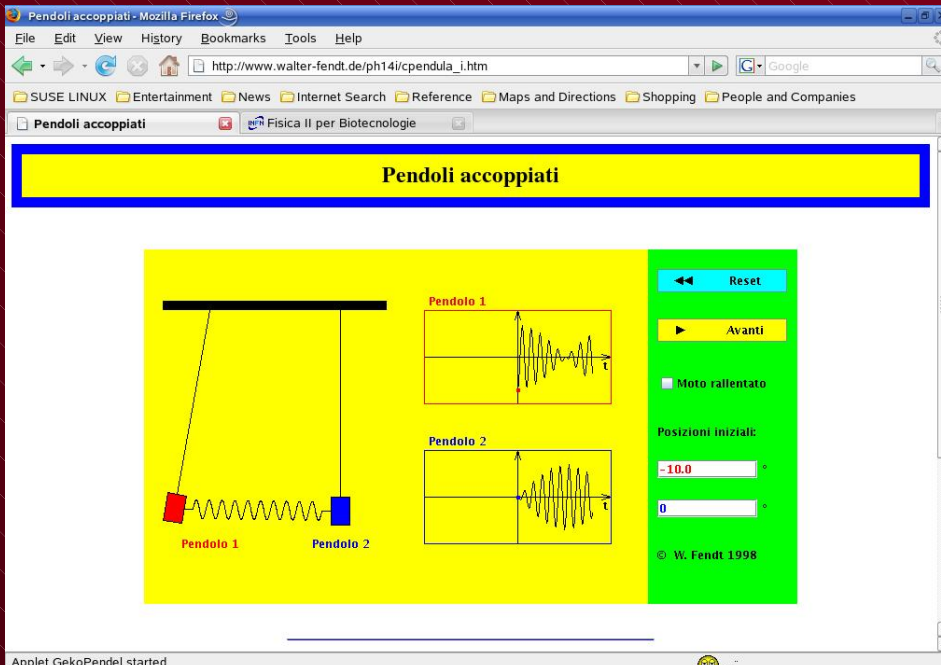 Pendoli accoppiati - Mozilla Firefox
File Edit View History Bookmarks Tools Help
http://www.walter-fendt.de/ph14i/cpendula_i.htm G Google
SUSE LINUX Entertainment News Internet Search Reference Maps and Directions Shopping People and Companies
Pendoli accoppiati INFN Fisica II per Biotecnologie
Pendoli accoppiati
Reset
Pendolo 1
Avanti
t
Moto rallentato
Posizioni iniziali:
Pendolo 2
-10.0 °
t
0 °
Pendolo 1 Pendolo 2
© W. Fendt 1998
Applet GekoPendel started